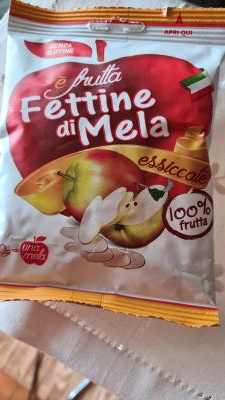 APRI QUI
SENZA
GLUTINE
è frutta
Fettine
di Mela
essiccate
100%
frutta
una
mela